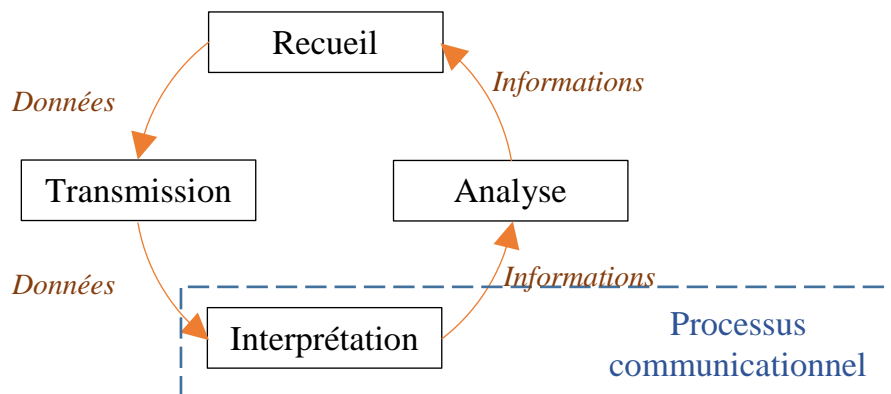 Recueil
Données
Informations
Transmission
Analyse
Données
Informations
Interprétation
Processus
communicationnel